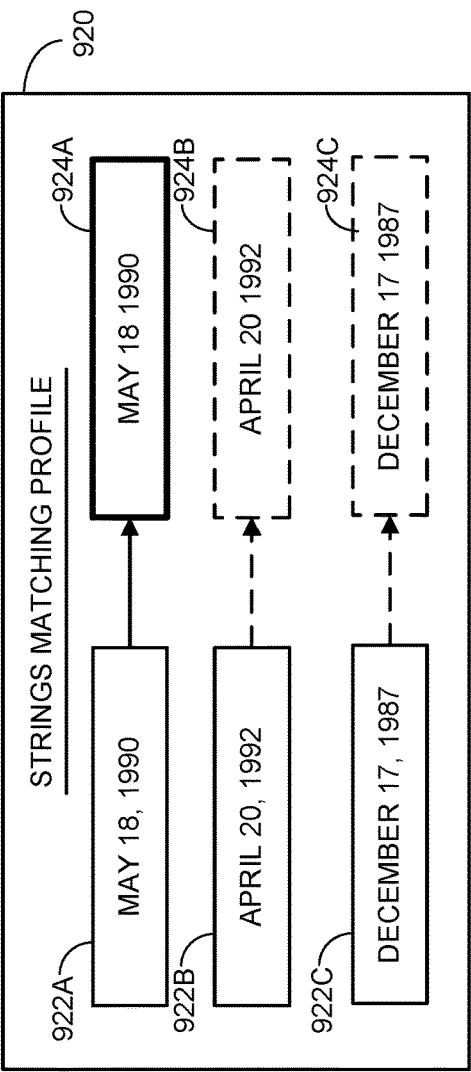 920
STRINGS MATCHING PROFILE
922A
MAY 18, 1990
924A
MAY 18 1990
922B
APRIL 20, 1992
924B
APRIL 20 1992
922C
DECEMBER 17, 1987
924C
DECEMBER 17 1987